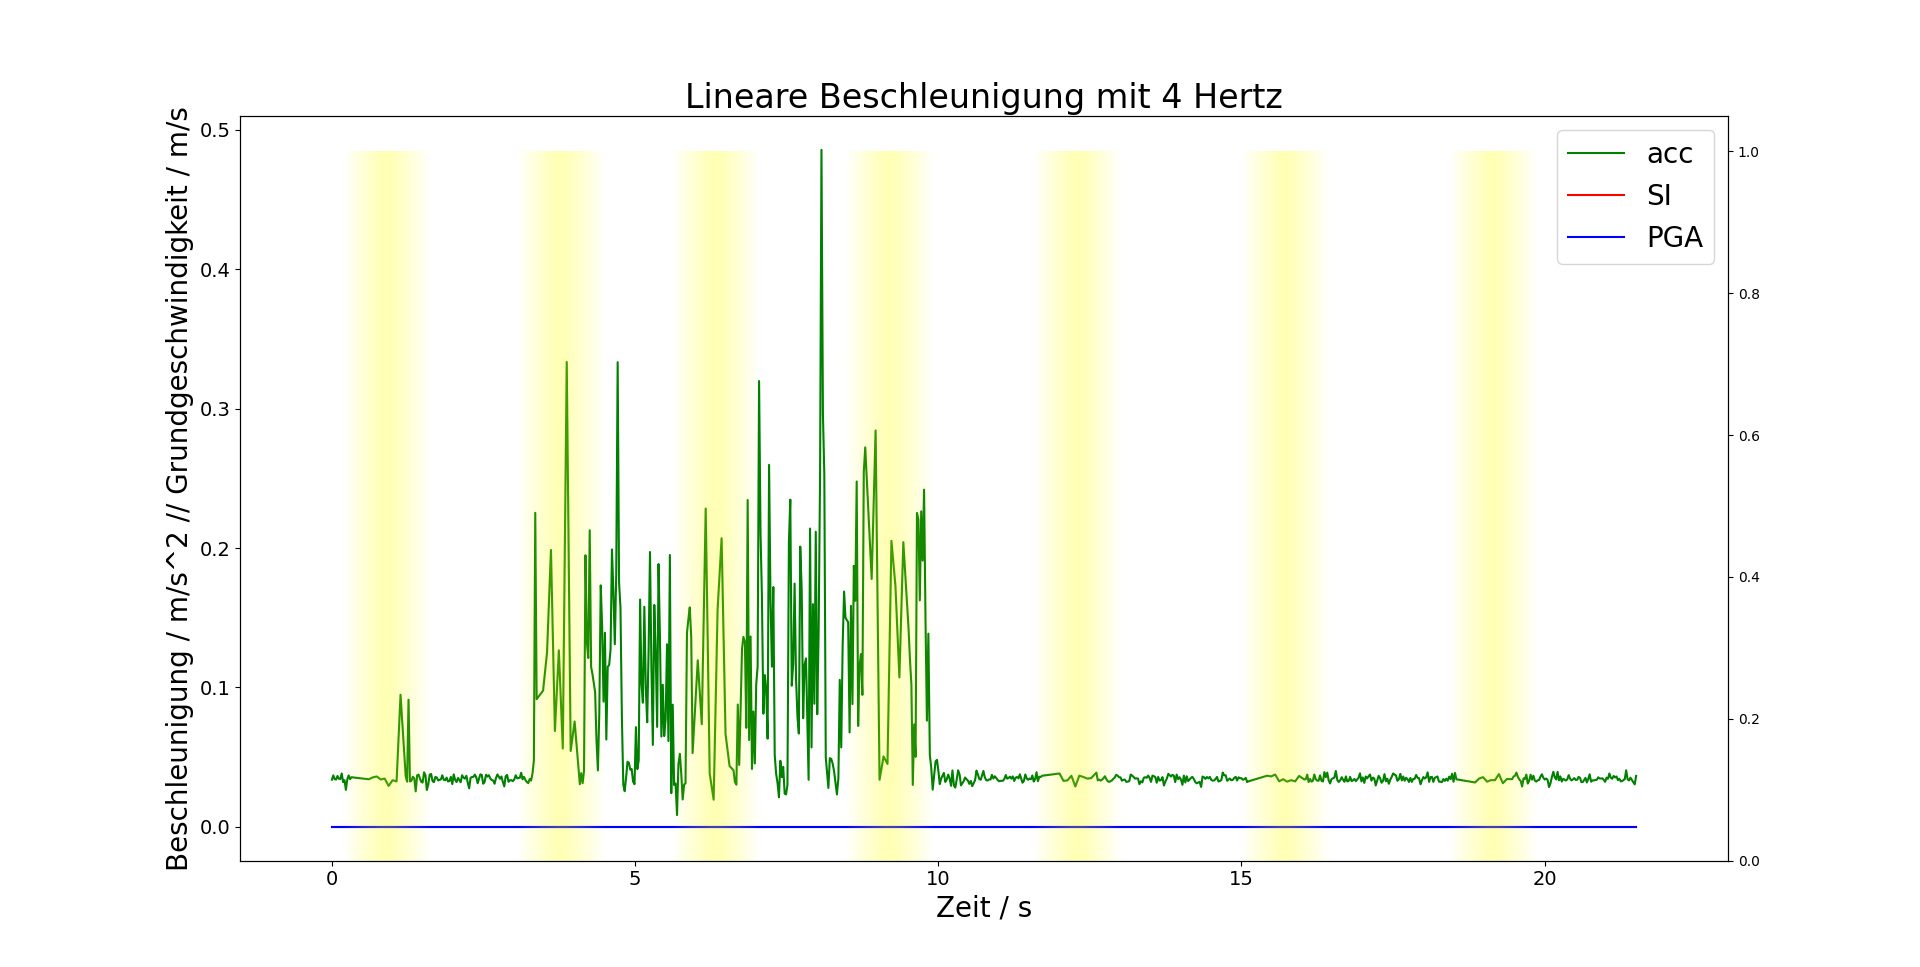 Lineare Beschleunigung mit 4 Hertz
Beschleunigung / m/s^2 // Grundgeschwindigkeit / m/s
0.5
0.4
0.3
0.2
0.1
0.0
acc
SI
PGA
1.0
0.8
0.6
0.4
0.2
0.0
0
5
10
15
20
Zeit / s